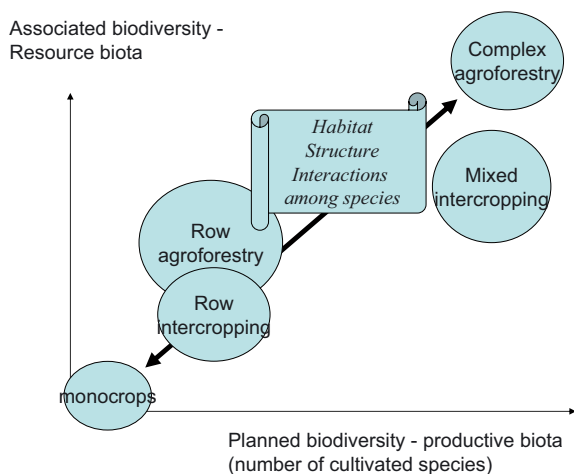 Associated biodiversity -
Resource biota
Complex
agroforestry
Habitat
Structure
Interactions
among species
Mixed
intercropping
Row
agroforestry
Row
intercropping
monocrops
Planned biodiversity - productive biota
(number of cultivated species)